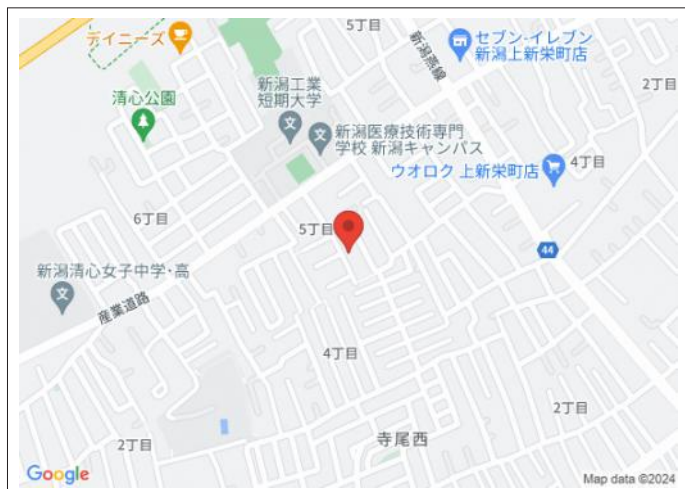 デイニーズ
5丁目
新潟燕線
セブン-イレブン
新潟上新栄町店
2丁目
清心公園
新潟工業
短期大学
新潟医療技術専門
学校 新潟キャンパス
ウオロク 上新栄町店
4丁目
6丁目
5丁目
44
新潟清心女子中学・高
産業道路
4丁目
2丁目
2丁目
寺尾西
Google
Map data ©2024